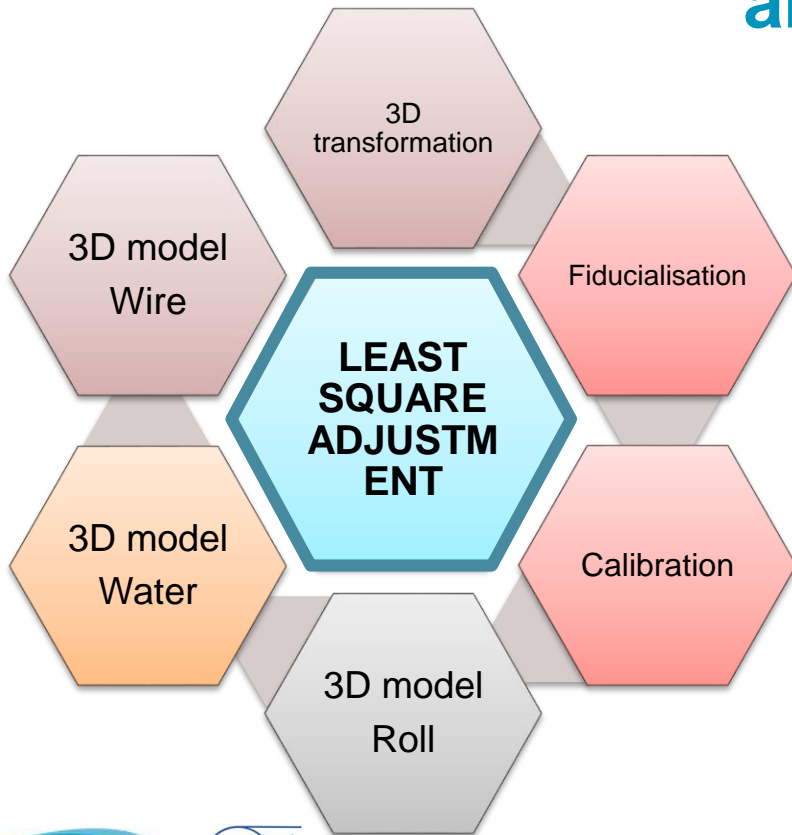 3D
transformation
3D model
Wire
Fiducialisation
LEAST
SQUARE
ADJUSTM
ENT
3D model
Water
Calibration
3D model
Roll